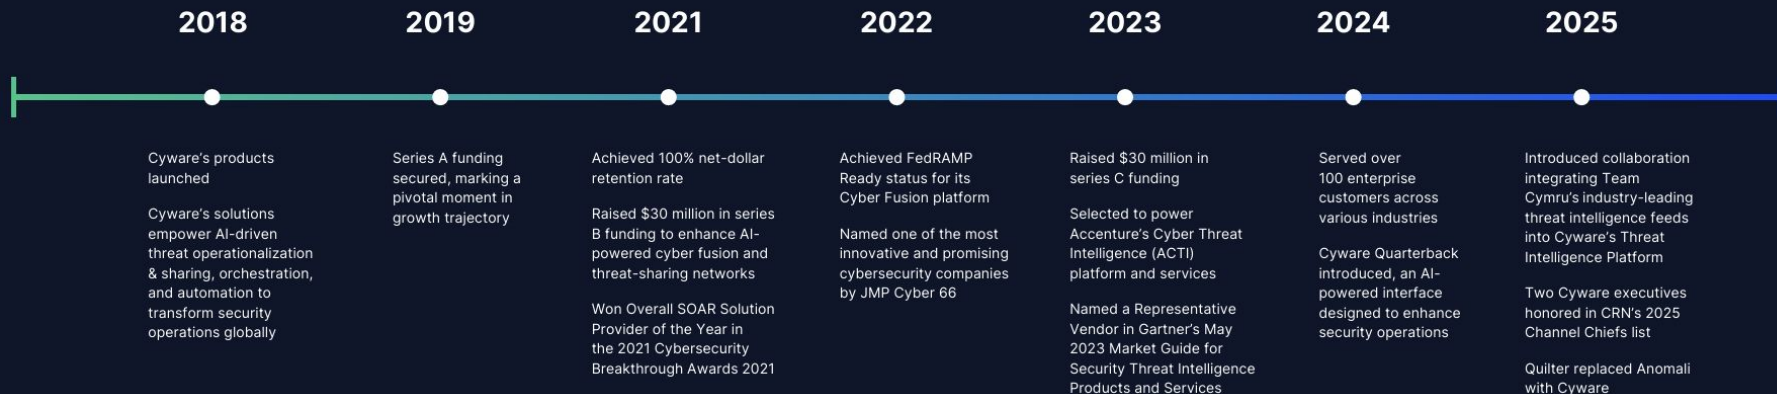 2018
2019
2021
2022
2023
2024
2025
Cyware's products
launched
Cyware's solutions
empower AI-driven
threat operationalization
& sharing, orchestration,
and automation to
transform security
operations globally
Series A funding
secured, marking a
pivotal moment in
growth trajectory
Achieved 100% net-dollar
retention rate
Raised $30 million in series
B funding to enhance AI-
powered cyber fusion and
threat-sharing networks
Won Overall SOAR Solution
Provider of the Year in
the 2021 Cybersecurity
Breakthrough Awards 2021
Achieved FedRAMP
Ready status for its
Cyber Fusion platform
Named one of the most
innovative and promising
cybersecurity companies
by JMP Cyber 66
Raised $30 million in
series C funding
Selected to power
Accenture's Cyber Threat
Intelligence (ACTI)
platform and services
Named a Representative
Vendor in Gartner's May
2023 Market Guide for
Security Threat Intelligence
Products and Services
Served over
100 enterprise
customers across
various industries
Cyware Quarterback
introduced, an AI-
powered interface
designed to enhance
security operations
Introduced collaboration
integrating Team
Cymru's industry-leading
threat intelligence feeds
into Cyware's Threat
Intelligence Platform
Two Cyware executives
honored in CRN's 2025
Channel Chiefs list
Quilter replaced Anomali
with Cyware